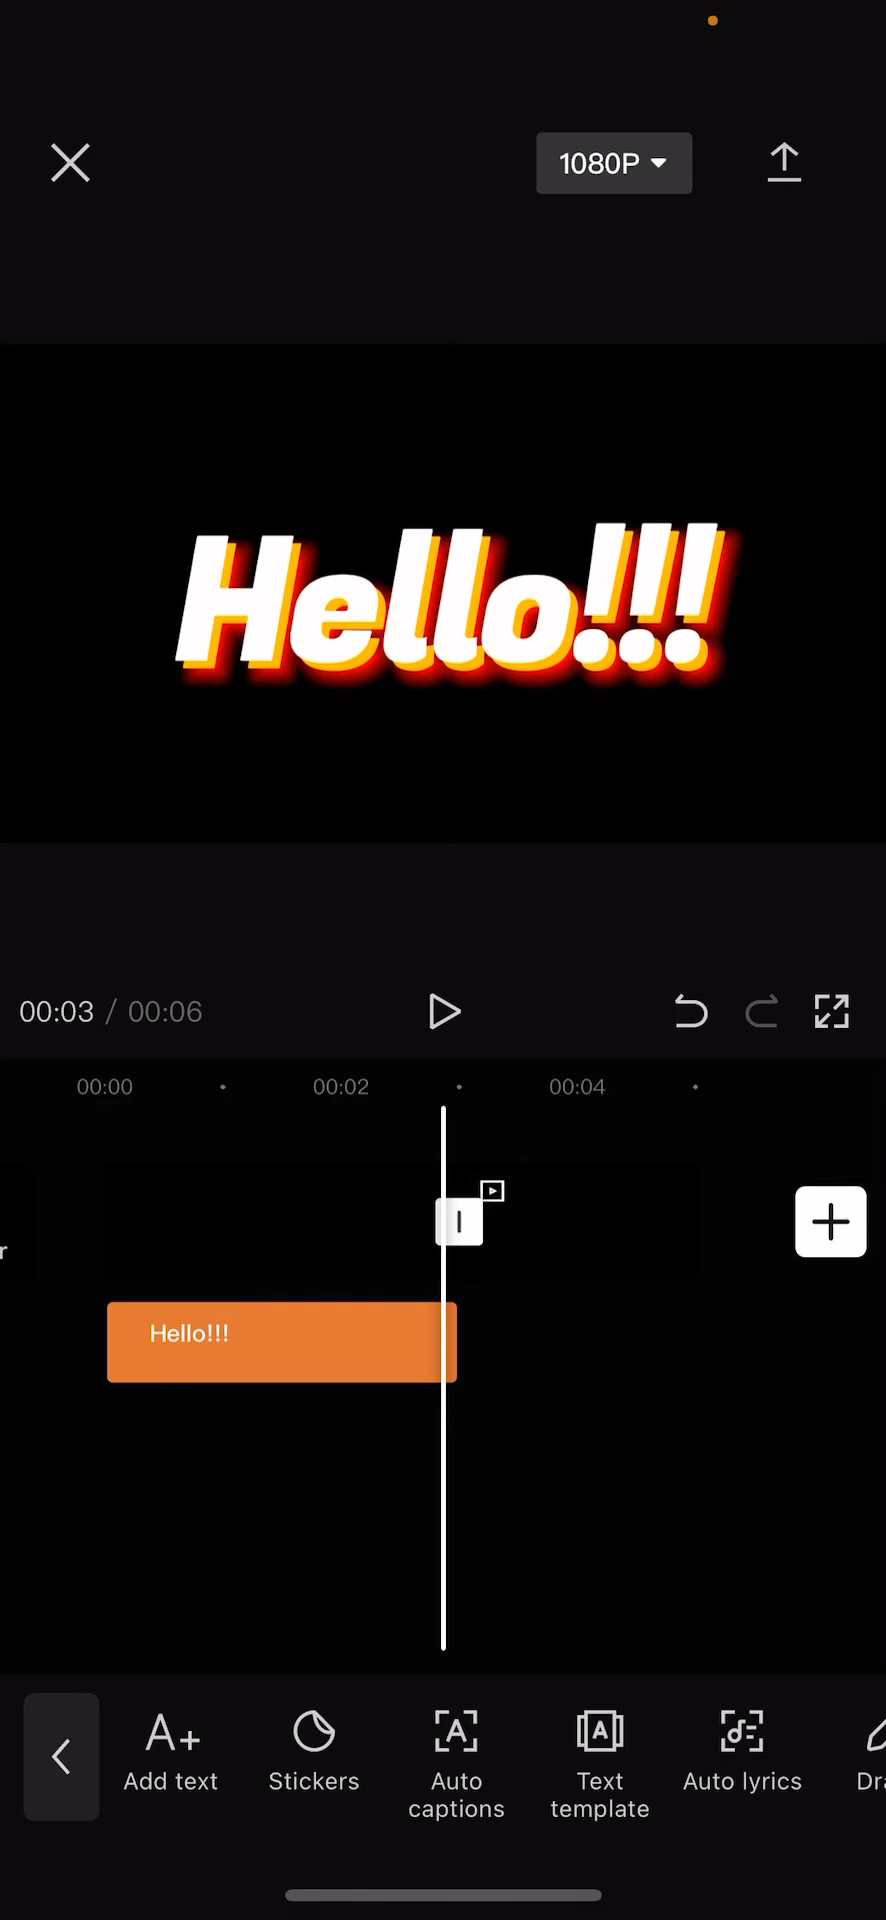 1080P
Hello!!!
00:03 / 00:06
00:00 00:02 00:04
r
Hello!!!
Add text
Stickers
Auto
captions
Text
template
Auto lyrics
Dra